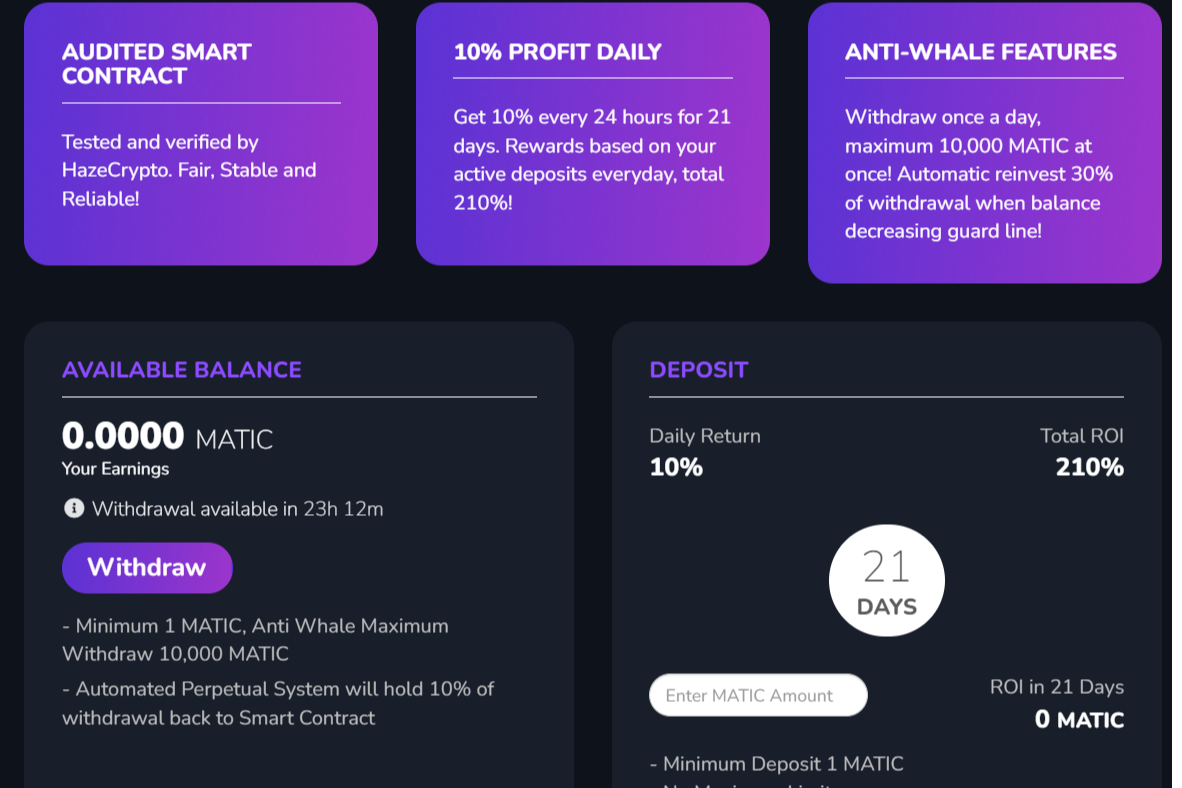 AUDITED SMART
CONTRACT
Tested and verified by
HazeCrypto. Fair, Stable and
Reliable!
10% PROFIT DAILY
Get 10% every 24 hours for 21
days. Rewards based on your
active deposits everyday, total
210%!
ANTI-WHALE FEATURES
Withdraw once a day,
maximum 10,000 MATIC at
once! Automatic reinvest 30%
of withdrawal when balance
decreasing guard line!
AVAILABLE BALANCE
0.0000 MATIC
Your Earnings
Withdrawal available in 23h 12m
Withdraw
- Minimum 1 MATIC, Anti Whale Maximum
Withdraw 10,000 MATIC
- Automated Perpetual System will hold 10% of
withdrawal back to Smart Contract
DEPOSIT
Daily Return
10%
Total ROI
210%
21
DAYS
Enter MATIC Amount
ROI in 21 Days
0 MATIC
- Minimum Deposit 1 MATIC